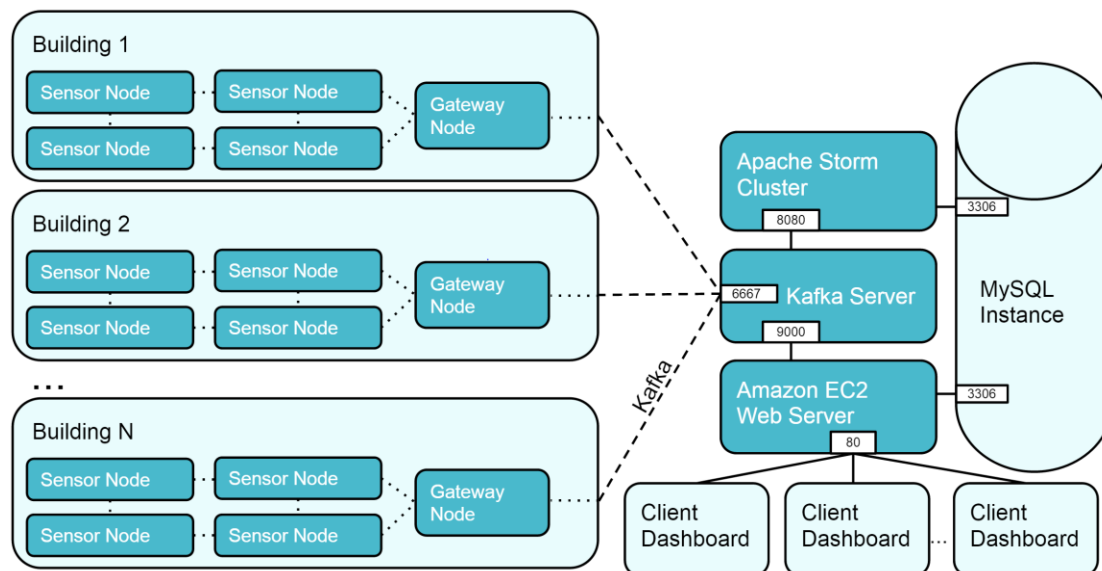 Building 1
Sensor Node
Sensor Node
Sensor Node
Sensor Node
Gateway
Node
Building 2
Sensor Node
Sensor Node
Sensor Node
Sensor Node
Gateway
Node
...
Building N
Sensor Node
Sensor Node
Sensor Node
Sensor Node
Gateway
Node
Kafka
Apache Storm
Cluster
8080
3306
6667
Kafka Server
9000
MySQL
Instance
Amazon EC2
Web Server
3306
80
Client
Dashboard
Client
Dashboard
...
Client
Dashboard